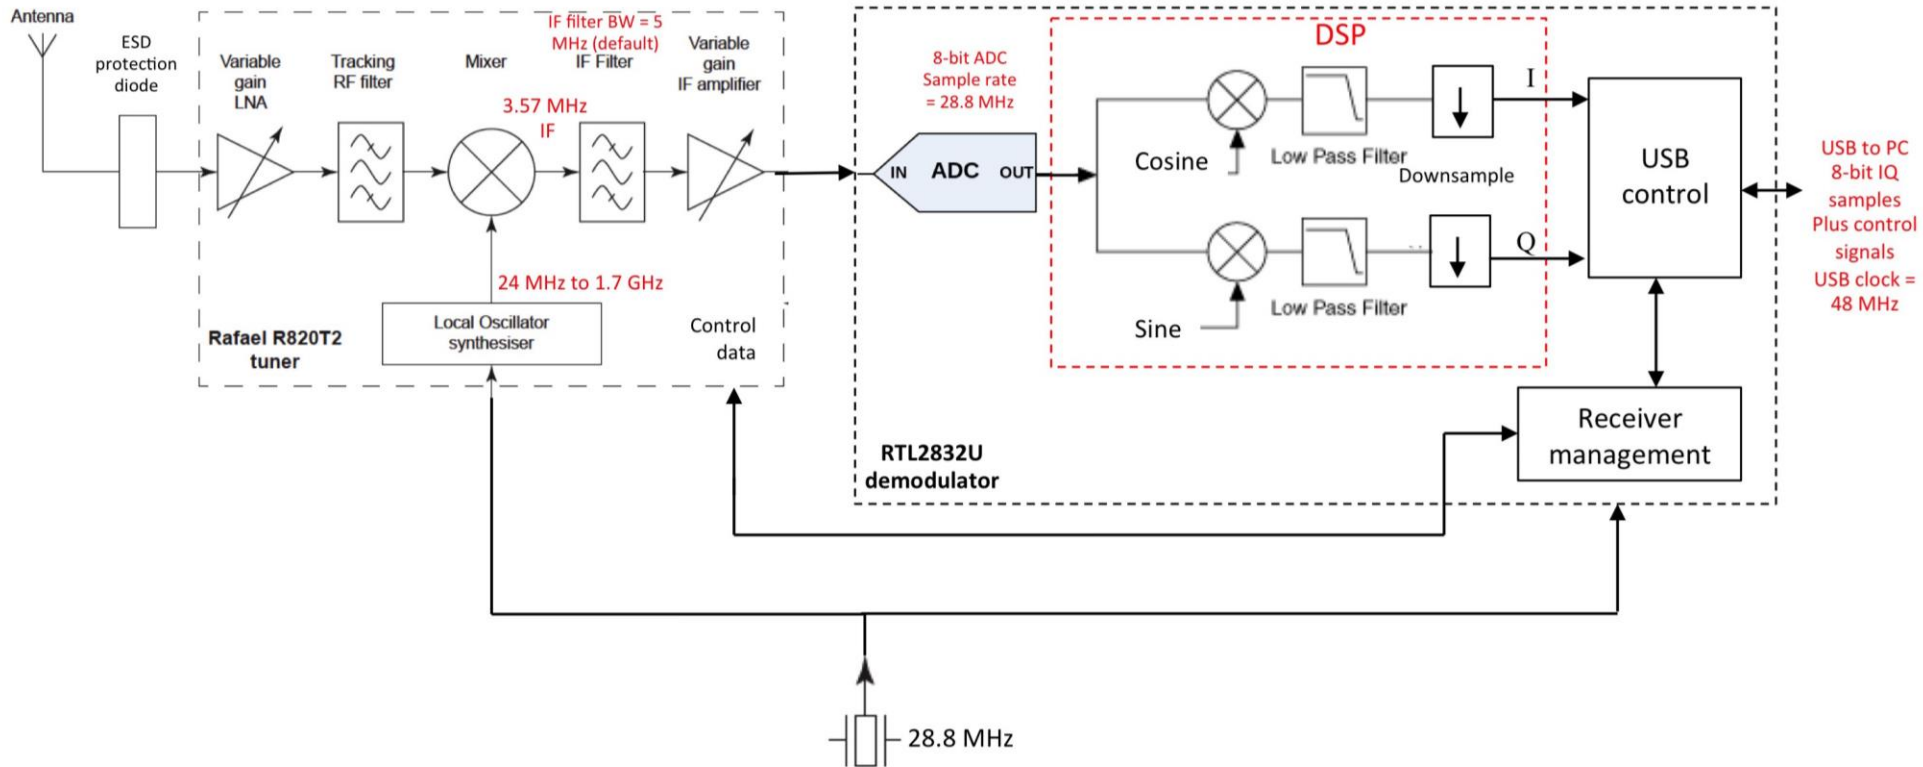 Antenna
ESD
protection
diode
Variable
gain
LNA
Tracking
RF filter
Mixer
IF filter BW = 5
MHz (default)
IF Filter
Variable
gain
IF amplifier
3.57 MHz
IF
24 MHz to 1.7 GHz
Local Oscillator
synthesiser
Rafael R820T2
tuner
Control
data
8-bit ADC
Sample rate
= 28.8 MHz
IN
ADC
OUT
DSP
Cosine
Low Pass Filter
Downsample
I
Sine
Low Pass Filter
Q
USB
control
USB to PC
8-bit IQ
samples
Plus control
signals
USB clock =
48 MHz
Receiver
management
RTL2832U
demodulator
28.8 MHz